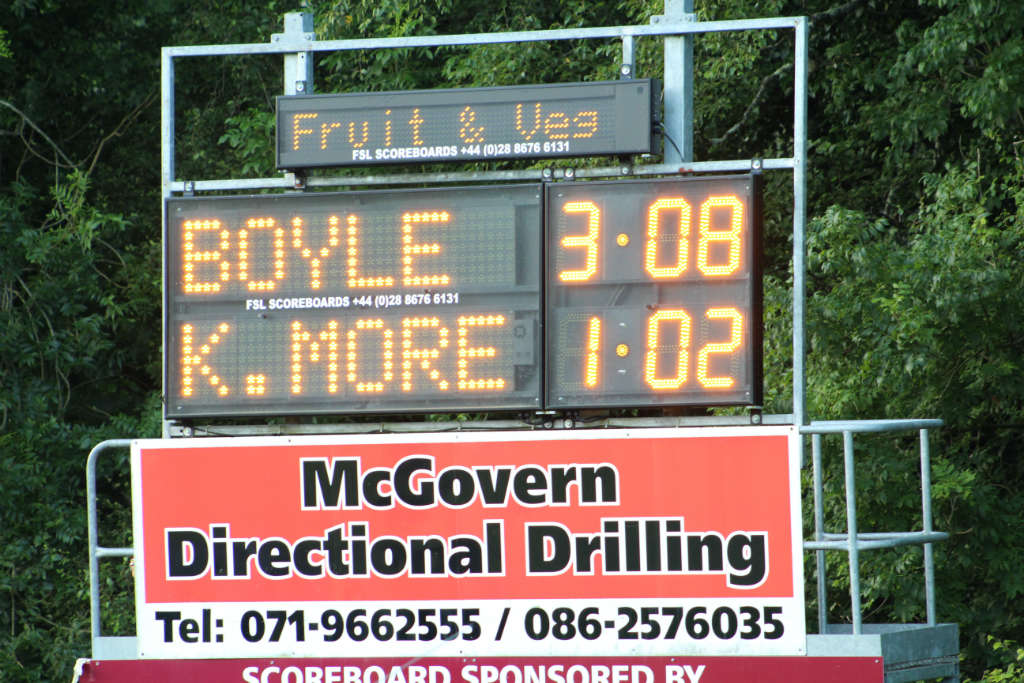 Fruit & Veg
FSL SCOREBOARDS +44 (0)28 8676 6131
BOYLE 3:08
FSL SCOREBOARDS +44 (0)28 8676 6131
K.MORE 1:02
McGovern
Directional Drilling
Tel: 071-9662555 / 086-2576035
SCOREBOARD SPONSORED BY